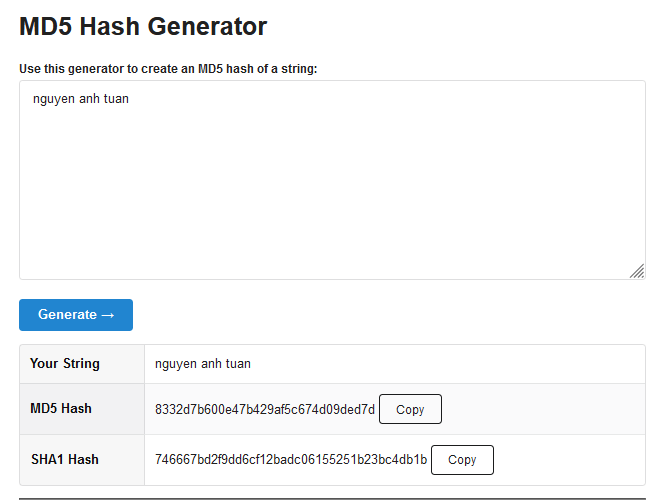 MD5 Hash Generator
Use this generator to create an MD5 hash of a string:
nguyen anh tuan
Generate →
Your String nguyen anh tuan
MD5 Hash 8332d7b600e47b429af5c674d09ded7d Copy
SHA1 Hash 746667bd2f9dd6cf12badc06155251b23bc4db1b Copy